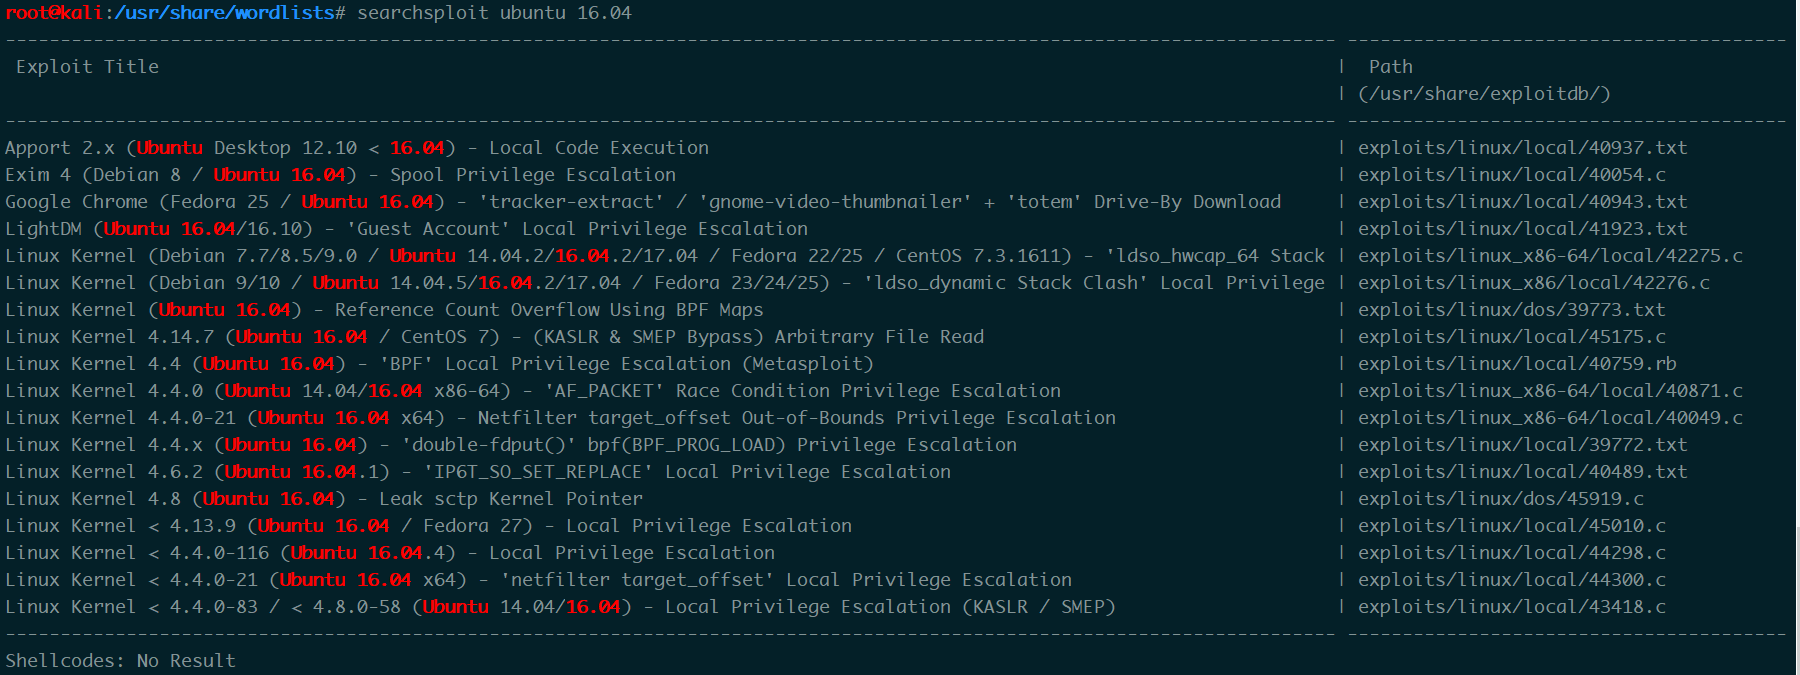 root@kali:/usr/share/wordlists# searchsploit ubuntu 16.04
------------------------------------------------------------------------------------------------------------------------- ----------------------------------------
Exploit Title | Path
| (/usr/share/exploitdb/)
------------------------------------------------------------------------------------------------------------------------- ----------------------------------------
Apport 2.x (Ubuntu Desktop 12.10 < 16.04) - Local Code Execution | exploits/linux/local/40937.txt
Exim 4 (Debian 8 / Ubuntu 16.04) - Spool Privilege Escalation | exploits/linux/local/40054.c
Google Chrome (Fedora 25 / Ubuntu 16.04) - 'tracker-extract' / 'gnome-video-thumbnailer' + 'totem' Drive-By Download | exploits/linux/local/40943.txt
LightDM (Ubuntu 16.04/16.10) - 'Guest Account' Local Privilege Escalation | exploits/linux/local/41923.txt
Linux Kernel (Debian 7.7/8.5/9.0 / Ubuntu 14.04.2/16.04.2/17.04 / Fedora 22/25 / CentOS 7.3.1611) - 'ldso_hwcap_64 Stack | exploits/linux_x86-64/local/42275.c
Linux Kernel (Debian 9/10 / Ubuntu 14.04.5/16.04.2/17.04 / Fedora 23/24/25) - 'ldso_dynamic Stack Clash' Local Privilege | exploits/linux_x86/local/42276.c
Linux Kernel (Ubuntu 16.04) - Reference Count Overflow Using BPF Maps | exploits/linux/dos/39773.txt
Linux Kernel 4.14.7 (Ubuntu 16.04 / CentOS 7) - (KASLR & SMEP Bypass) Arbitrary File Read | exploits/linux/local/45175.c
Linux Kernel 4.4 (Ubuntu 16.04) - 'BPF' Local Privilege Escalation (Metasploit) | exploits/linux/local/40759.rb
Linux Kernel 4.4.0 (Ubuntu 14.04/16.04 x86-64) - 'AF_PACKET' Race Condition Privilege Escalation | exploits/linux_x86-64/local/40871.c
Linux Kernel 4.4.0-21 (Ubuntu 16.04 x64) - Netfilter target_offset Out-of-Bounds Privilege Escalation | exploits/linux_x86-64/local/40049.c
Linux Kernel 4.4.x (Ubuntu 16.04) - 'double-fdput()' bpf(BPF_PROG_LOAD) Privilege Escalation | exploits/linux/local/39772.txt
Linux Kernel 4.6.2 (Ubuntu 16.04.1) - 'IP6T_SO_SET_REPLACE' Local Privilege Escalation | exploits/linux/local/40489.txt
Linux Kernel 4.8 (Ubuntu 16.04) - Leak sctp Kernel Pointer | exploits/linux/dos/45919.c
Linux Kernel < 4.13.9 (Ubuntu 16.04 / Fedora 27) - Local Privilege Escalation | exploits/linux/local/45010.c
Linux Kernel < 4.4.0-116 (Ubuntu 16.04.4) - Local Privilege Escalation | exploits/linux/local/44298.c
Linux Kernel < 4.4.0-21 (Ubuntu 16.04 x64) - 'netfilter target_offset' Local Privilege Escalation | exploits/linux/local/44300.c
Linux Kernel < 4.4.0-83 / < 4.8.0-58 (Ubuntu 14.04/16.04) - Local Privilege Escalation (KASLR / SMEP) | exploits/linux/local/43418.c
------------------------------------------------------------------------------------------------------------------------- ----------------------------------------
Shellcodes: No Result